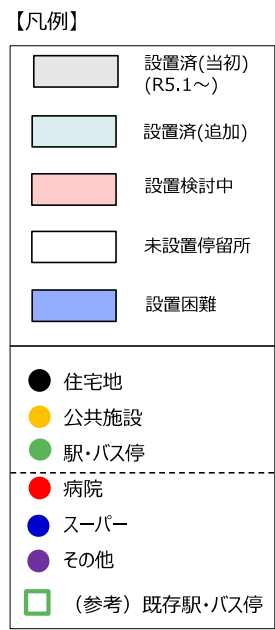 【凡例】
設置済(当初)
(R5.1～)
設置済(追加)
設置検討中
未設置停留所
設置困難
住宅地
公共施設
駅・バス停
病院
スーパー
その他
（参考）既存駅・バス停